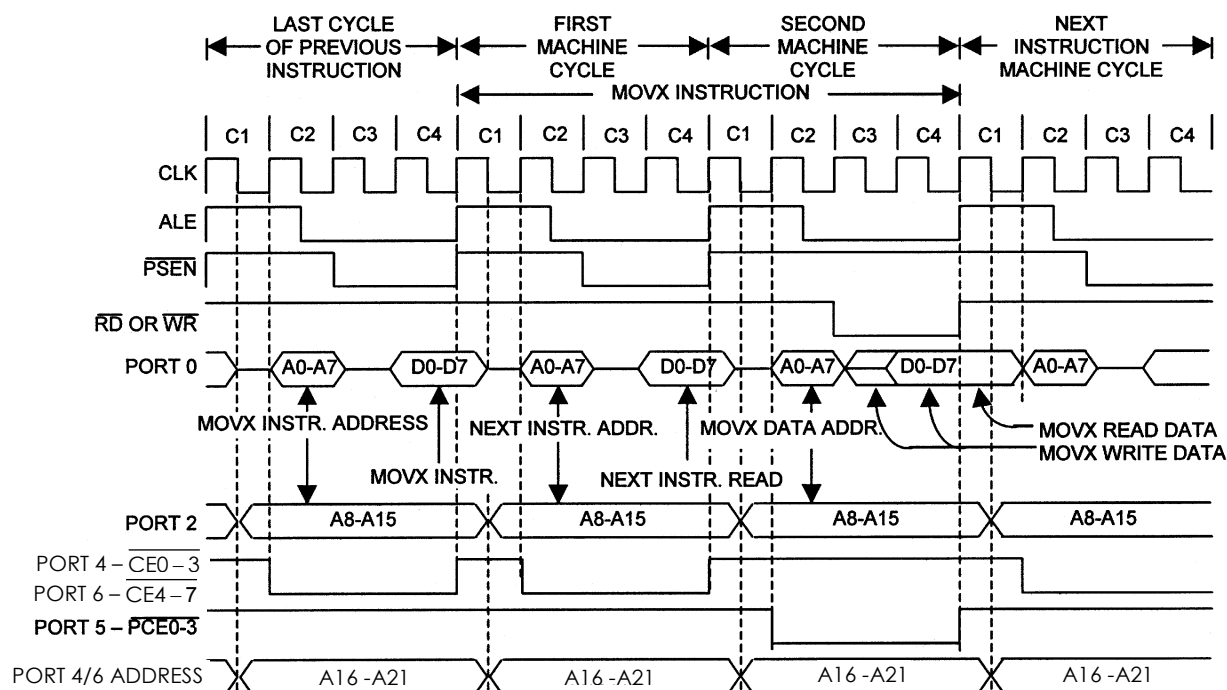 LAST CYCLE OF PREVIOUS INSTRUCTION
FIRST MACHINE CYCLE
SECOND MACHINE CYCLE
NEXT INSTRUCTION MACHINE CYCLE
MOVX INSTRUCTION
C1 C2 C3 C4 C1 C2 C3 C4 C1 C2 C3 C4 C1 C2 C3 C4
CLK
ALE
PSEN
RD OR WR
PORT 0 A0-A7 D0-D7 A0-A7 D0-D7 A0-A7 D0-D7 A0-A7
MOVX INSTR. ADDRESS NEXT INSTR. ADDR. MOVX DATA ADDR. MOVX READ DATA
MOVX WRITE DATA
MOVX INSTR. NEXT INSTR. READ
PORT 2 A8-A15 A8-A15 A8-A15 A8-A15
PORT 4 – CE0 – 3
PORT 6 – CE4 – 7
PORT 5 – PCE0-3
PORT 4/6 ADDRESS A16 -A21 A16 -A21 A16 -A21 A16 -A21